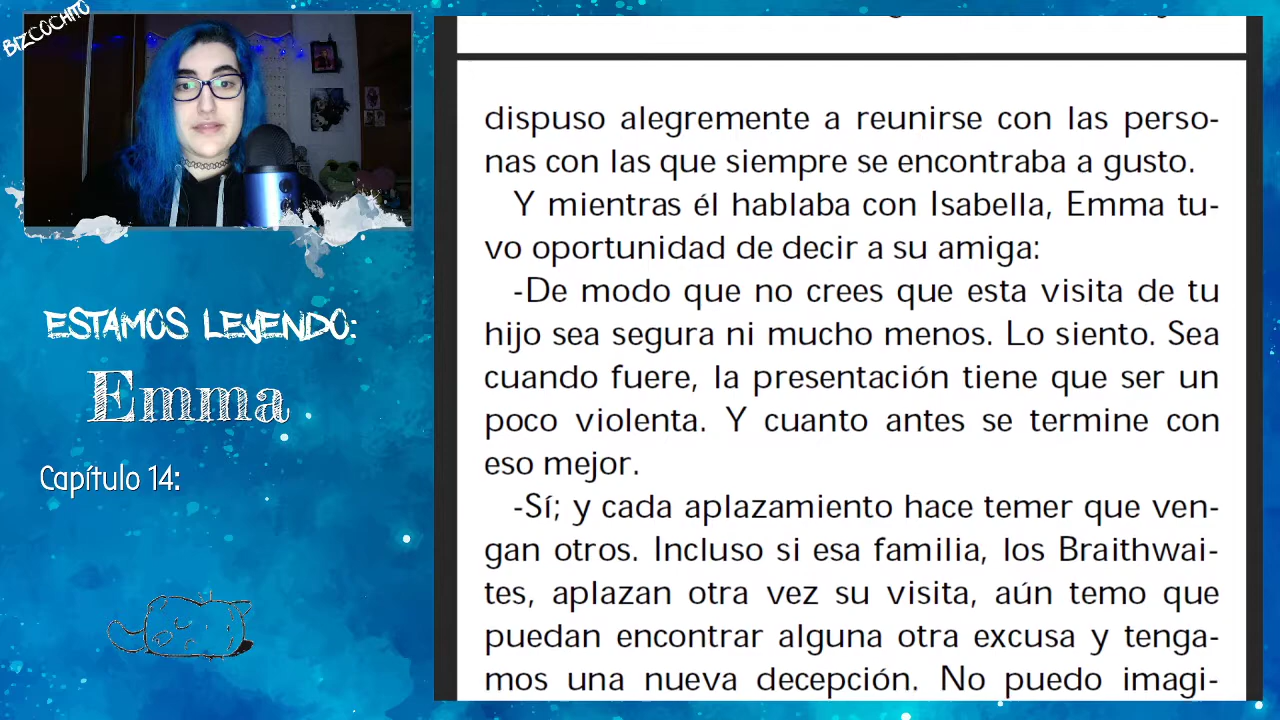 BIZCOCHITO
ESTAMOS LEYENDO:
Emma
Capítulo 14:
dispuso alegremente a reunirse con las perso-
nas con las que siempre se encontraba a gusto.
Y mientras él hablaba con Isabella, Emma tu-
vo oportunidad de decir a su amiga:
-De modo que no crees que esta visita de tu
hijo sea segura ni mucho menos. Lo siento. Sea
cuando fuere, la presentación tiene que ser un
poco violenta. Y cuanto antes se termine con
eso mejor.
-Sí; y cada aplazamiento hace temer que ven-
gan otros. Incluso si esa familia, los Braithwai-
tes, aplazan otra vez su visita, aún temo que
puedan encontrar alguna otra excusa y tenga-
mos una nueva decepción. No puedo imagi-